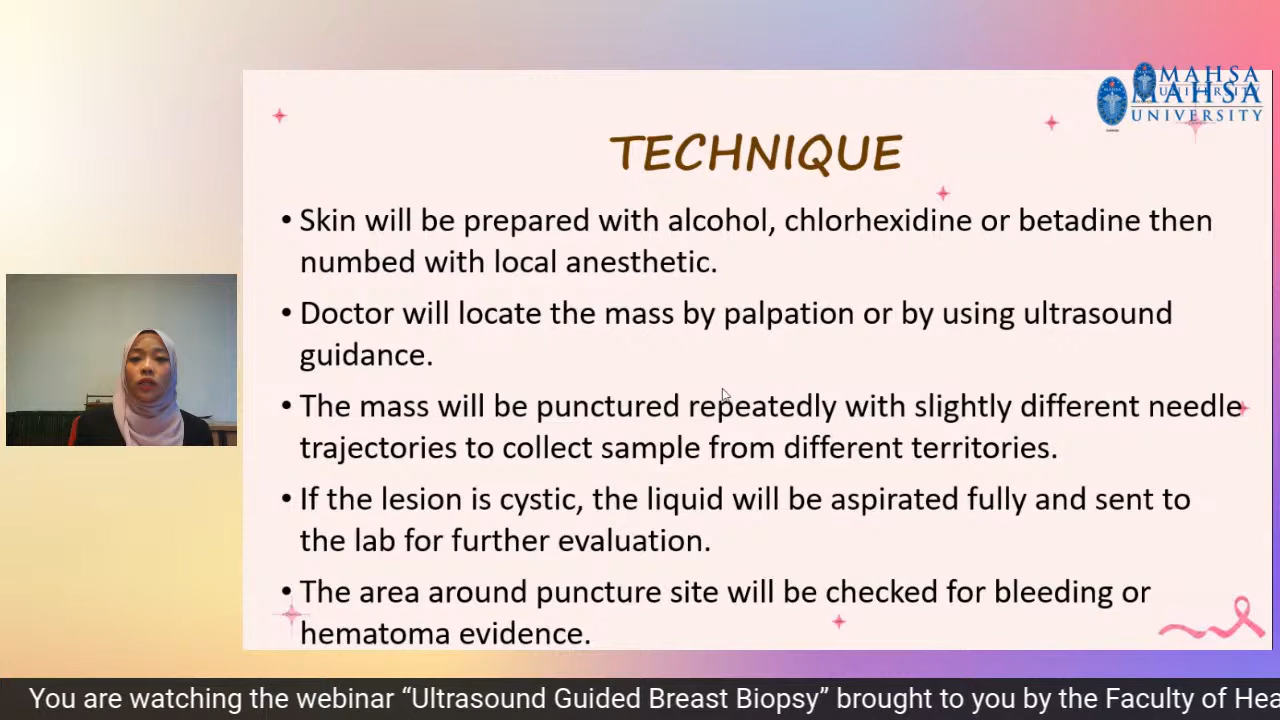 MAHSA
UNIVERSITY
MAHSA
UNIVERSITY
TECHNIQUE
• Skin will be prepared with alcohol, chlorhexidine or betadine then
numbed with local anesthetic.
• Doctor will locate the mass by palpation or by using ultrasound
guidance.
• The mass will be punctured repeatedly with slightly different needle
trajectories to collect sample from different territories.
• If the lesion is cystic, the liquid will be aspirated fully and sent to
the lab for further evaluation.
• The area around puncture site will be checked for bleeding or
hematoma evidence.
You are watching the webinar “Ultrasound Guided Breast Biopsy” brought to you by the Faculty of Hea